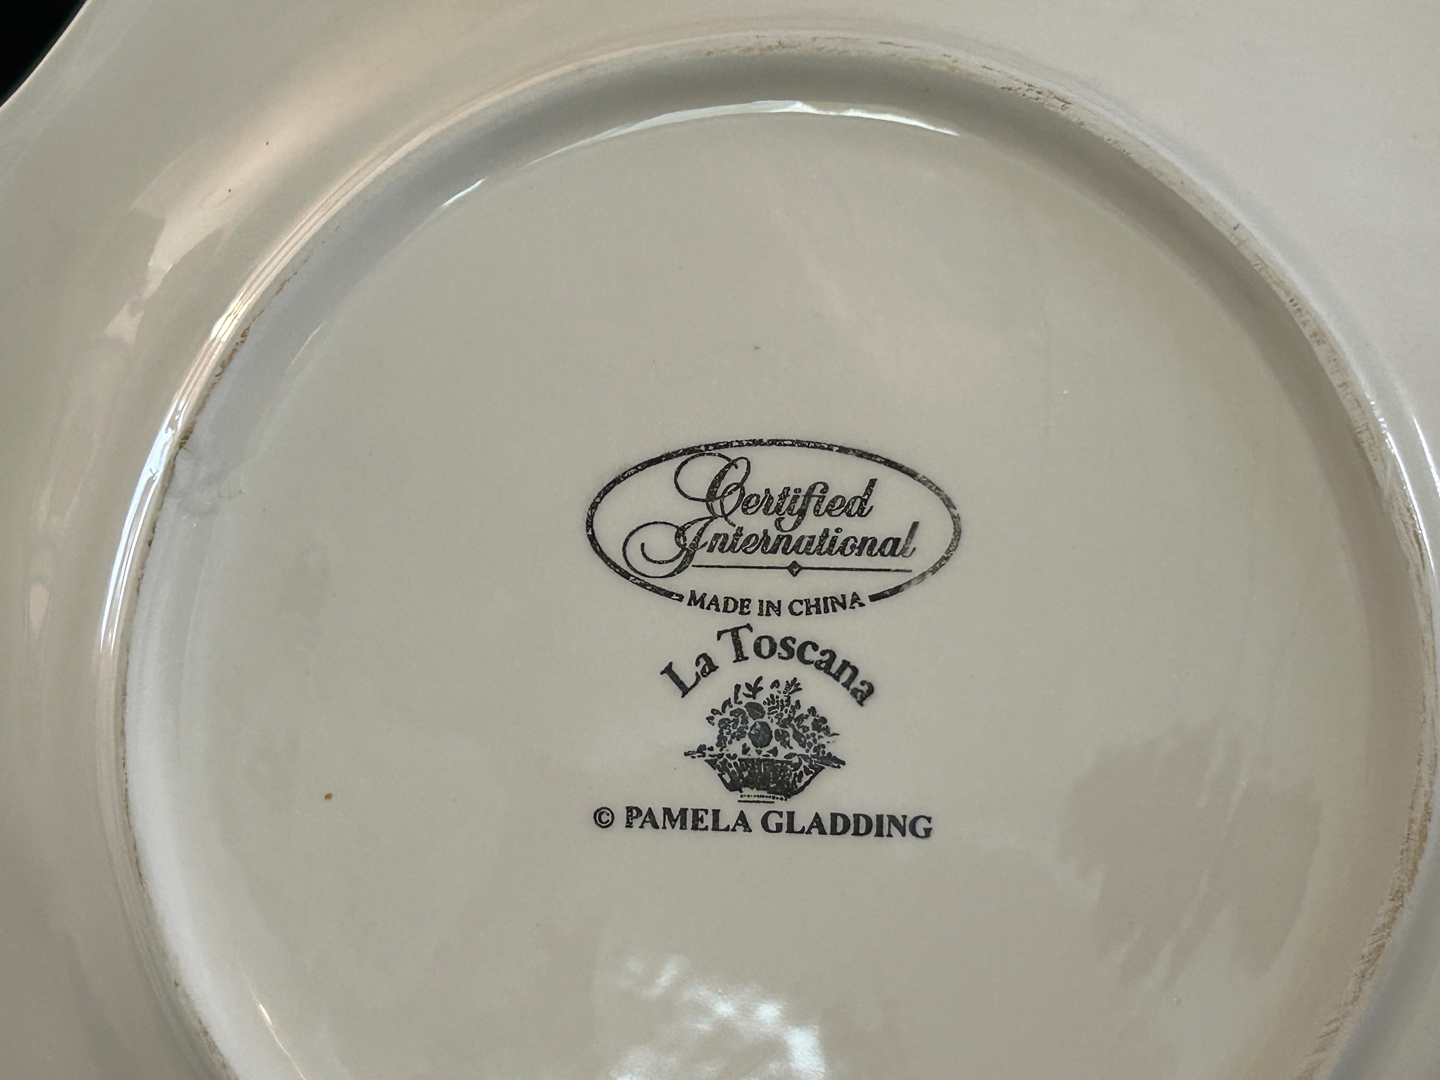 Certified
International
MADE IN CHINA
La Toscana
© PAMELA GLADDING